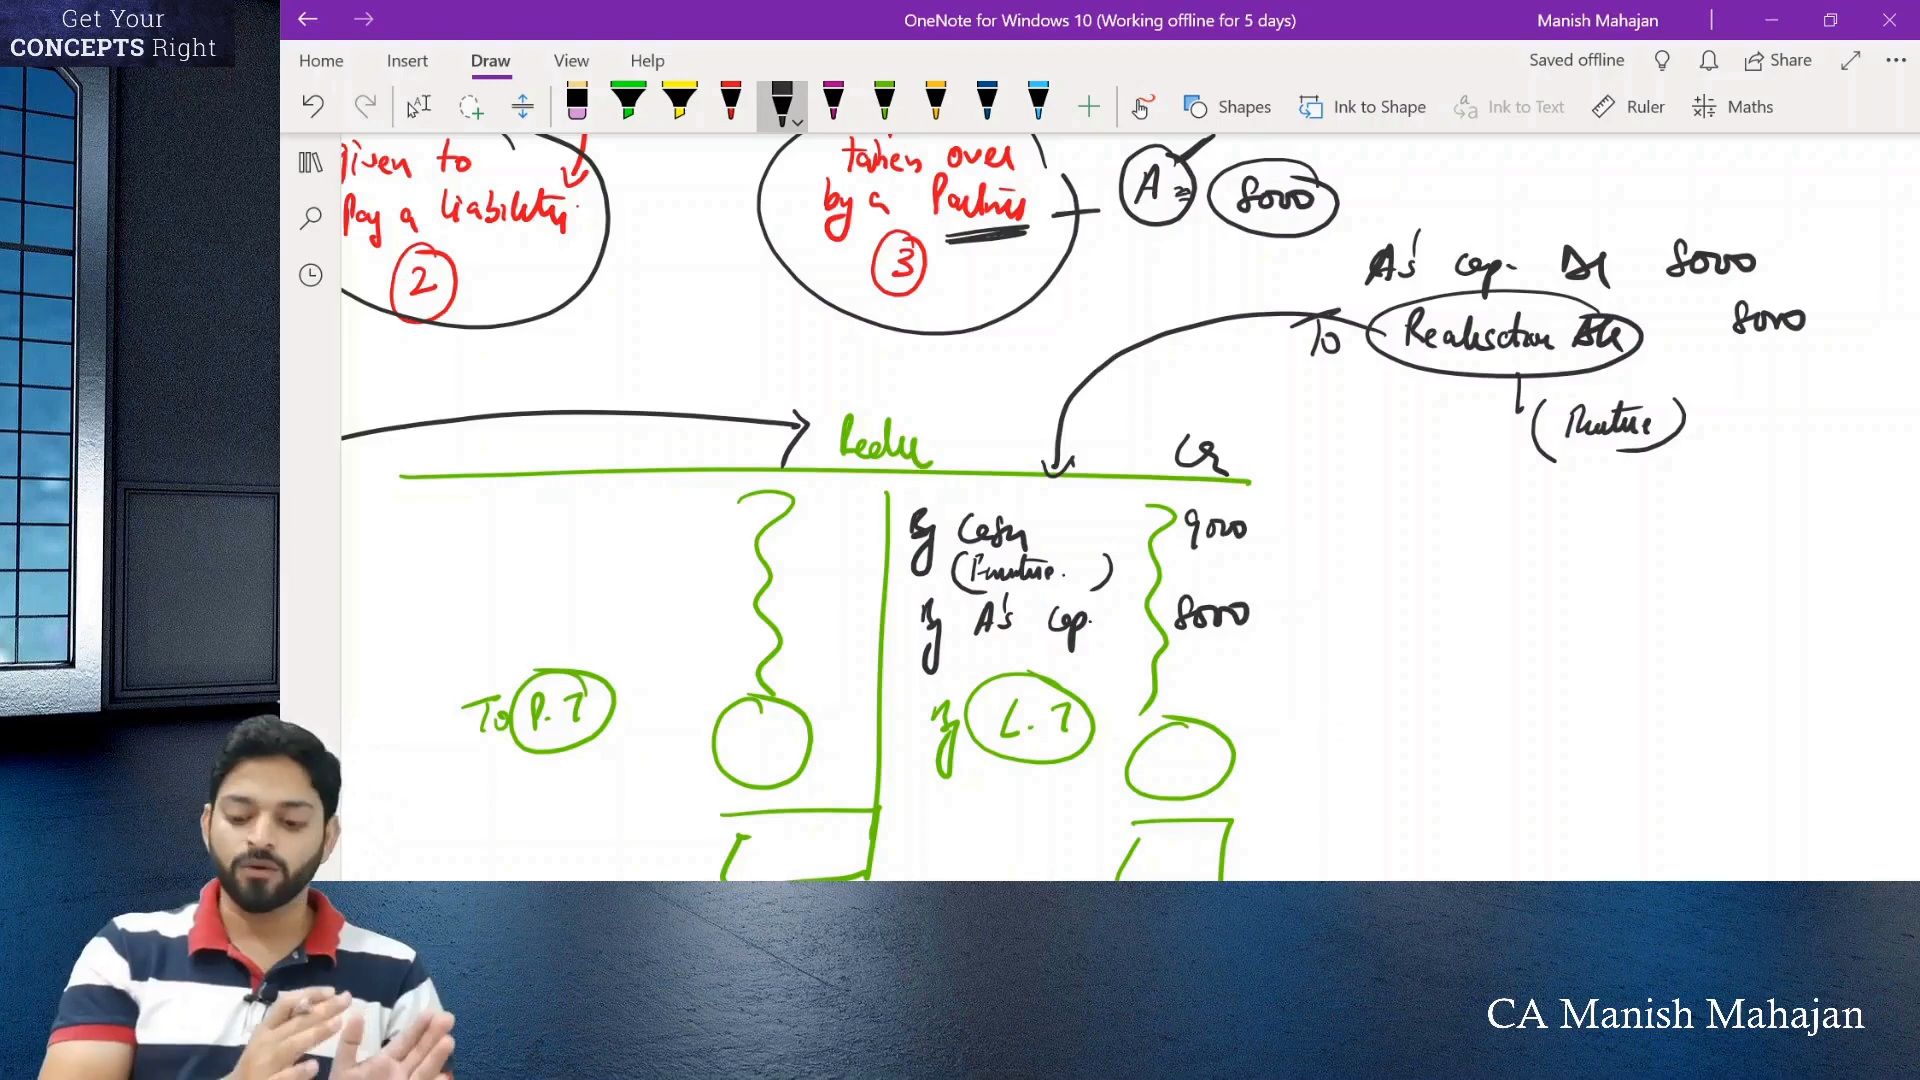 Get Your
CONCEPTS Right
OneNote for Windows 10 (Working offline for 5 days)
Manish Mahajan
Home Insert Draw View Help
Saved offline
Share
Shapes
Ink to Shape
Ink to Text
Ruler
Maths
given to
Pay a liability.
2
taken over
by a Partner
3
A = 8000
A's cap. Dr 8000
To Realisation A/c 8000
(Furniture)
Cr
By Cash 9000
(Furniture.)
By A's cap. 8000
To P.T
By L.T
CA Manish Mahajan